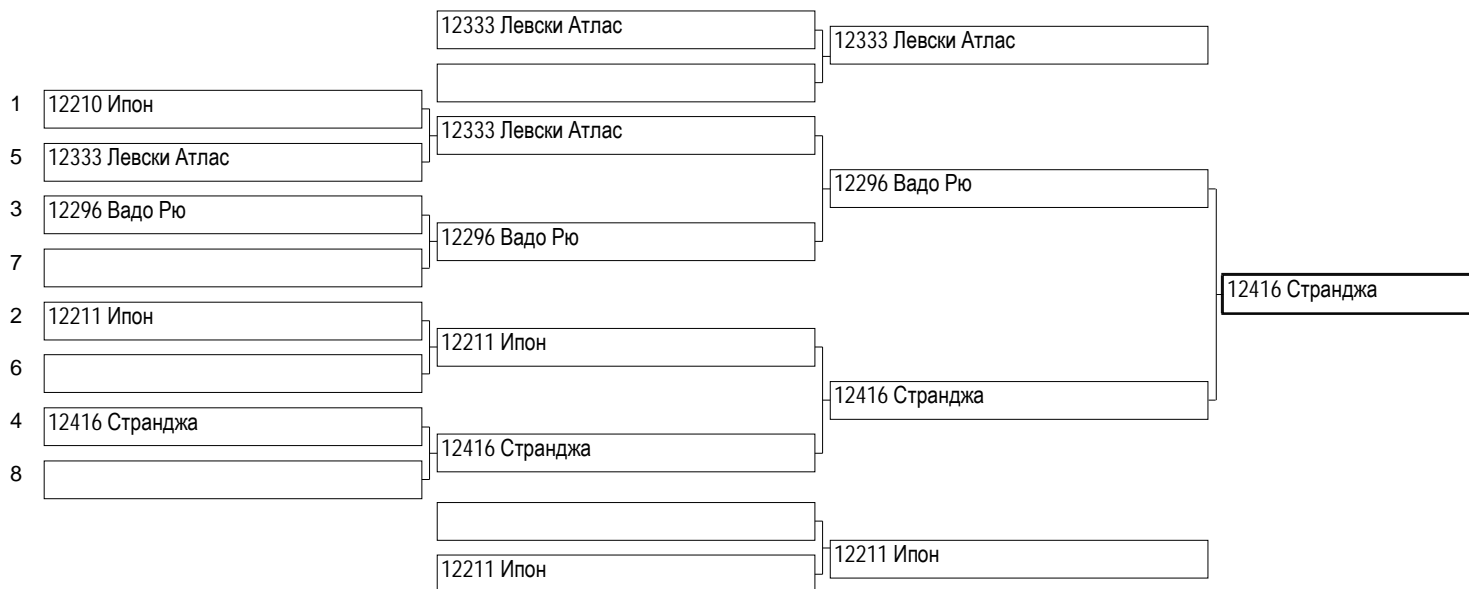 12333 Левски Атлас
12333 Левски Атлас
1 12210 Ипон
12333 Левски Атлас
5 12333 Левски Атлас
12296 Вадо Рю
3 12296 Вадо Рю
12296 Вадо Рю
7
12416 Странджа
2 12211 Ипон
12211 Ипон
6
12416 Странджа
4 12416 Странджа
12416 Странджа
8
12211 Ипон
12211 Ипон